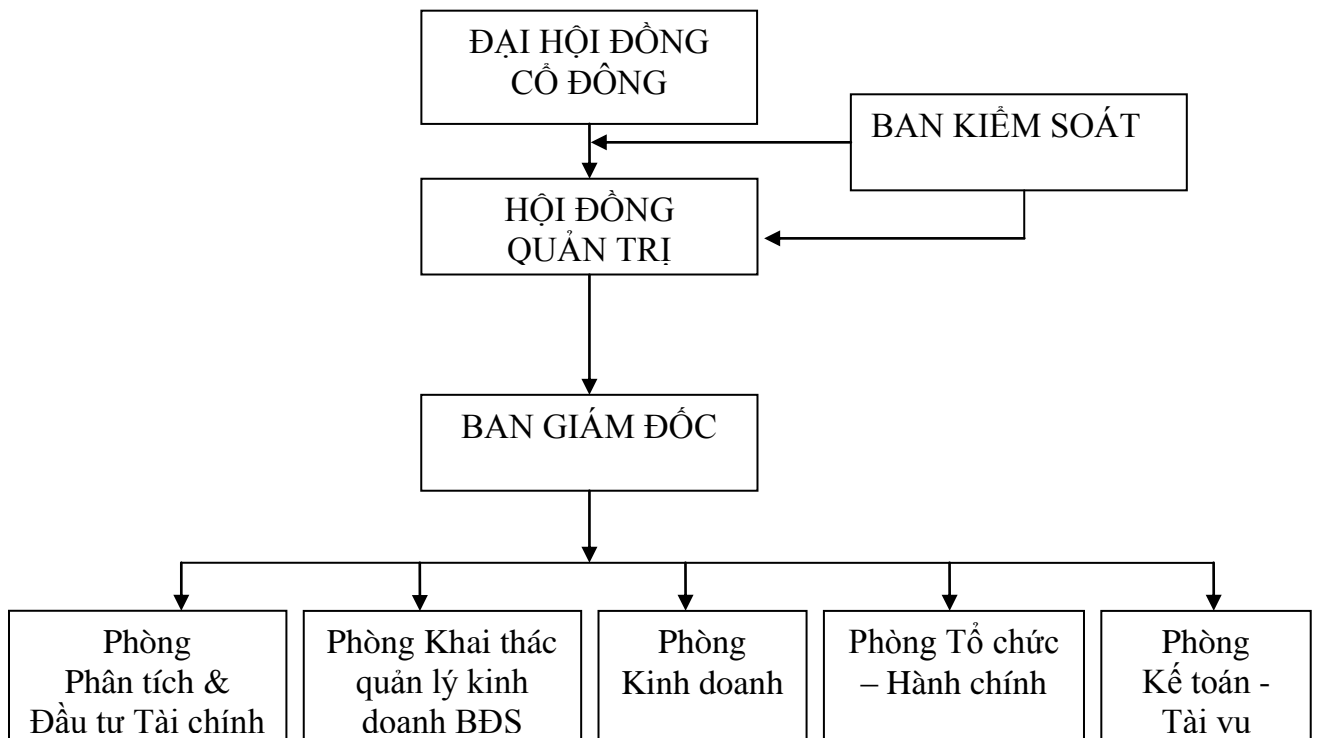 ĐẠI HỘI ĐỒNG
CỔ ĐÔNG
BAN KIỂM SOÁT
HỘI ĐỒNG
QUẢN TRỊ
BAN GIÁM ĐỐC
Phòng
Phân tích &
Đầu tư Tài chính
Phòng Khai thác
quản lý kinh
doanh BĐS
Phòng
Kinh doanh
Phòng Tổ chức
– Hành chính
Phòng
Kế toán -
Tài vụ